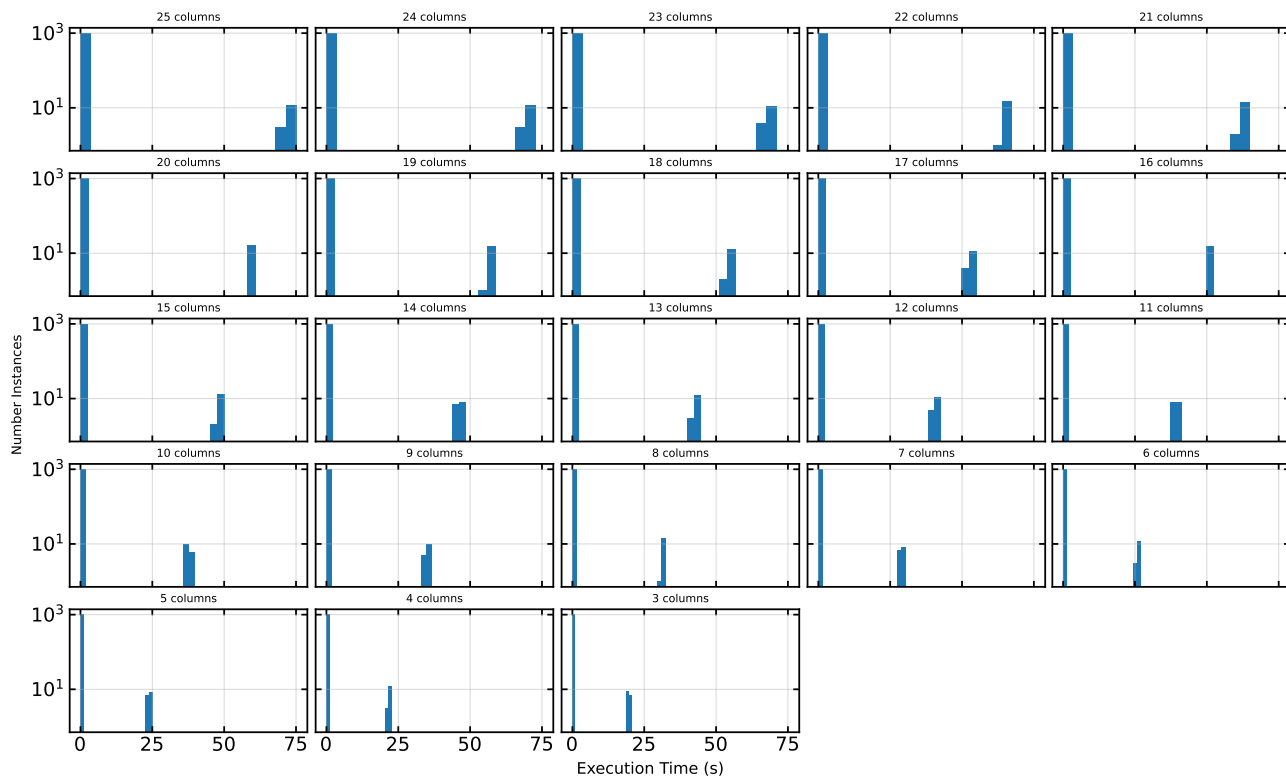 25 columns
24 columns
23 columns
22 columns
21 columns
10³
10¹
20 columns
19 columns
18 columns
17 columns
16 columns
10³
10¹
15 columns
14 columns
13 columns
12 columns
11 columns
10³
10¹
Number Instances
10 columns
9 columns
8 columns
7 columns
6 columns
10³
10¹
5 columns
4 columns
3 columns
10³
10¹
0 25 50 75
0 25 50 75
0 25 50 75
Execution Time (s)